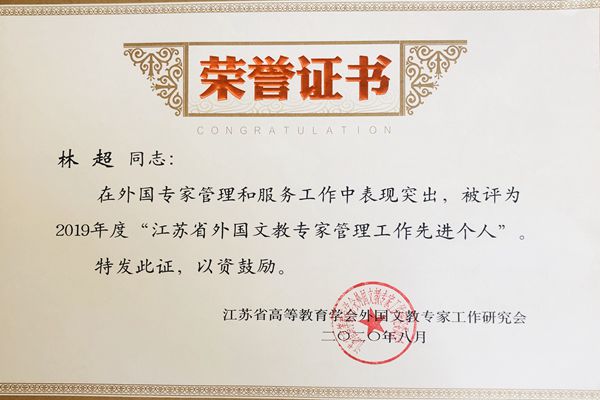 荣誉证书
CONGRATULATION
林超 同志：
在外国专家管理和服务工作中表现突出，被评为
2019年度“江苏省外国文教专家管理工作先进个人”。
特发此证，以资鼓励。
江苏省高等教育学会外国文教专家工作研究会
二〇二〇年八月